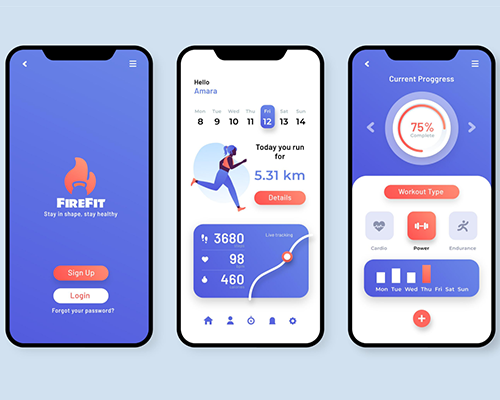 FIREFIT
Stay in shape, stay healthy
Sign Up
Login
Forgot your password?
Hello
Amara
Mon Tue Wed Thu Fri Sat Sun
8 9 10 11 12 13 14
Today you run
for
5.31 km
Details
Live tracking
3680
98
460
Current Proggress
75%
Complete
Workout Type
Cardio Power Endurance
Mon Tue Wed Thu Fri Sat Sun